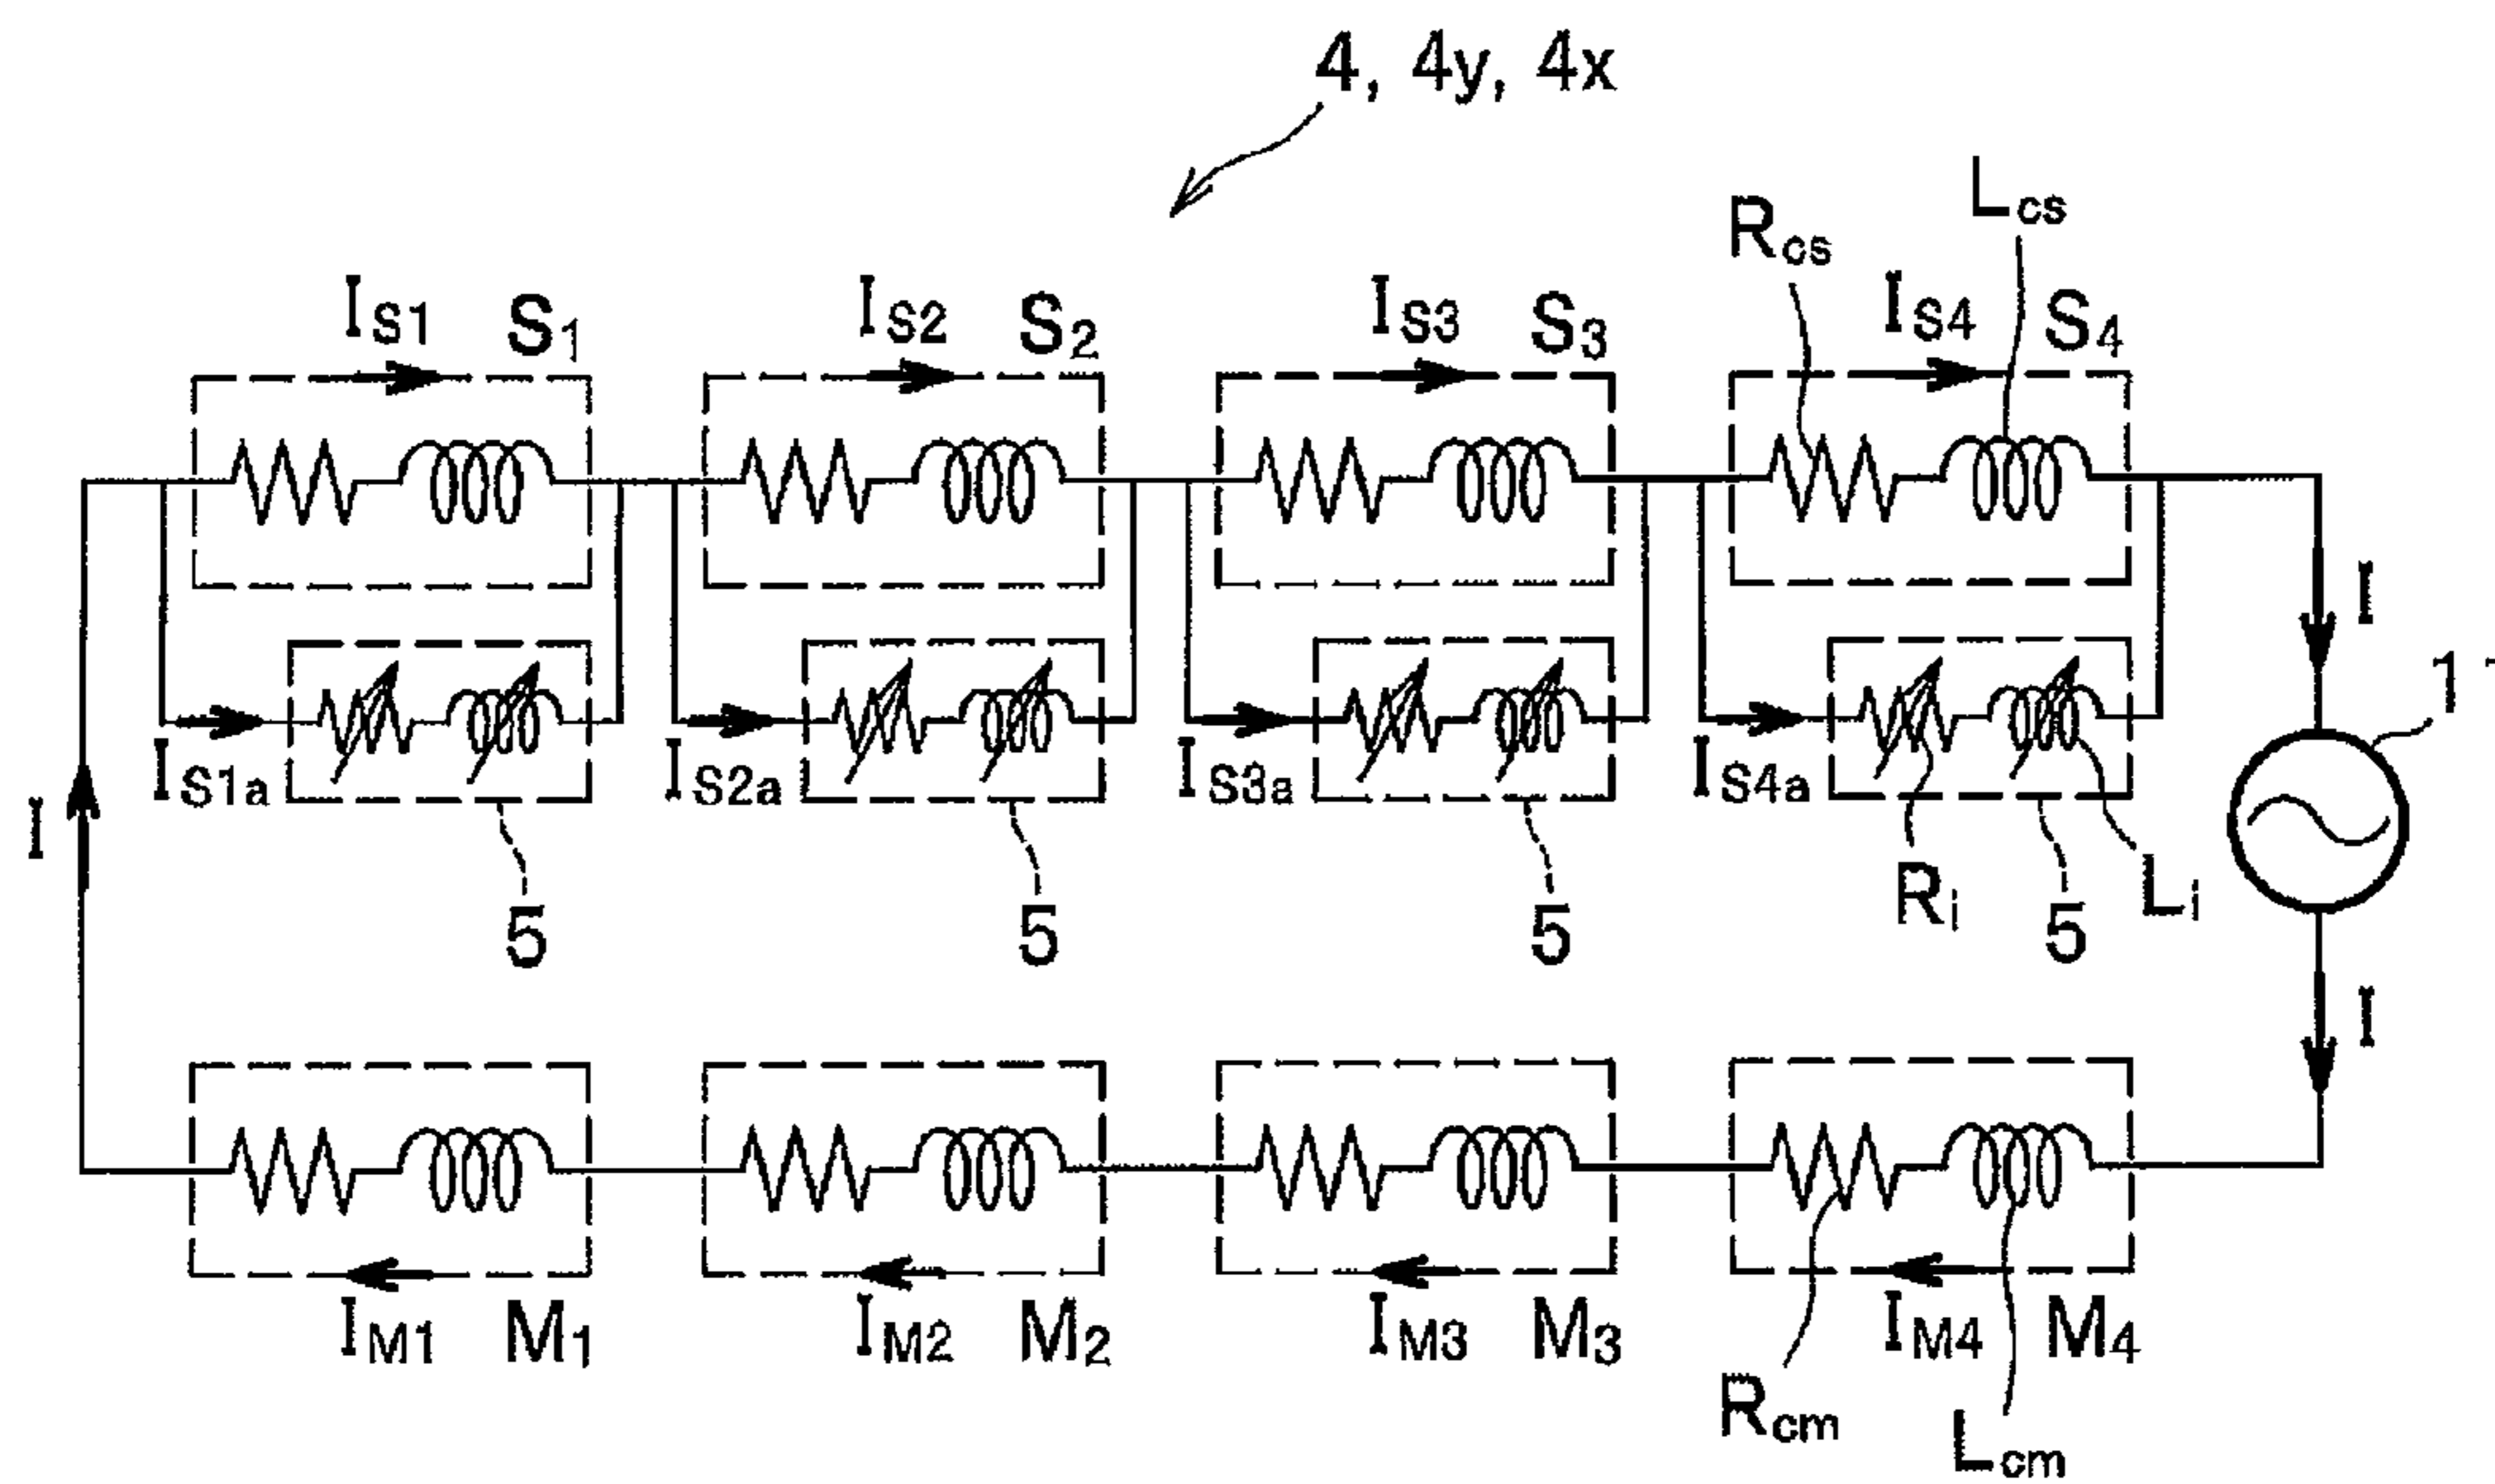 4, 4y, 4x
Lcs
Rcs
IS1 S1 IS2 S2 IS3 S3 IS4 S4
I
IS1a IS2a IS3a IS4a
I
Ri Li
5 5 5 5
I
IM1 M1 IM2 M2 IM3 M3 IM4 M4
Rcm
Lcm